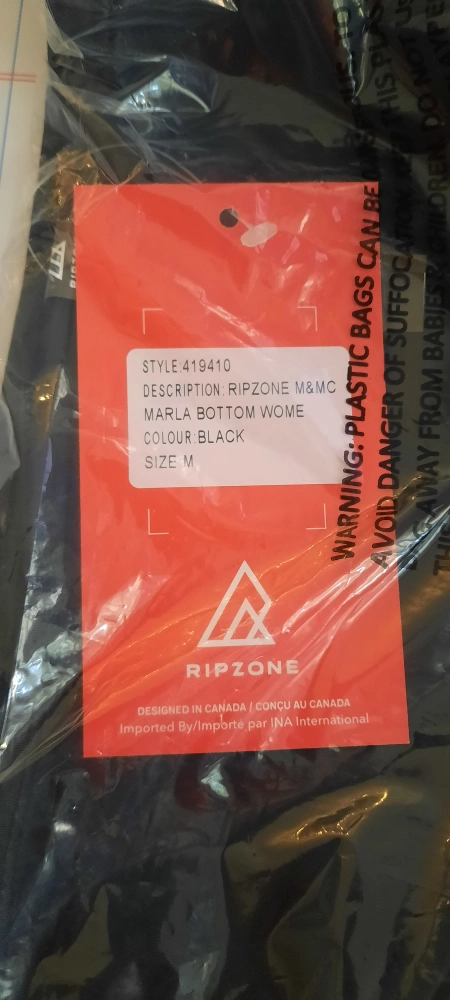 STYLE:419410
DESCRIPTION: RIPZONE M&MC
MARLA BOTTOM WOME
COLOUR:BLACK
SIZE M
RIPZONE
DESIGNED IN CANADA / CONÇU AU CANADA
Imported By/Importé par INA International
WARNING: PLASTIC BAGS CAN BE
AVOID DANGER OF SUFFOCA
AWAY FROM BABIES